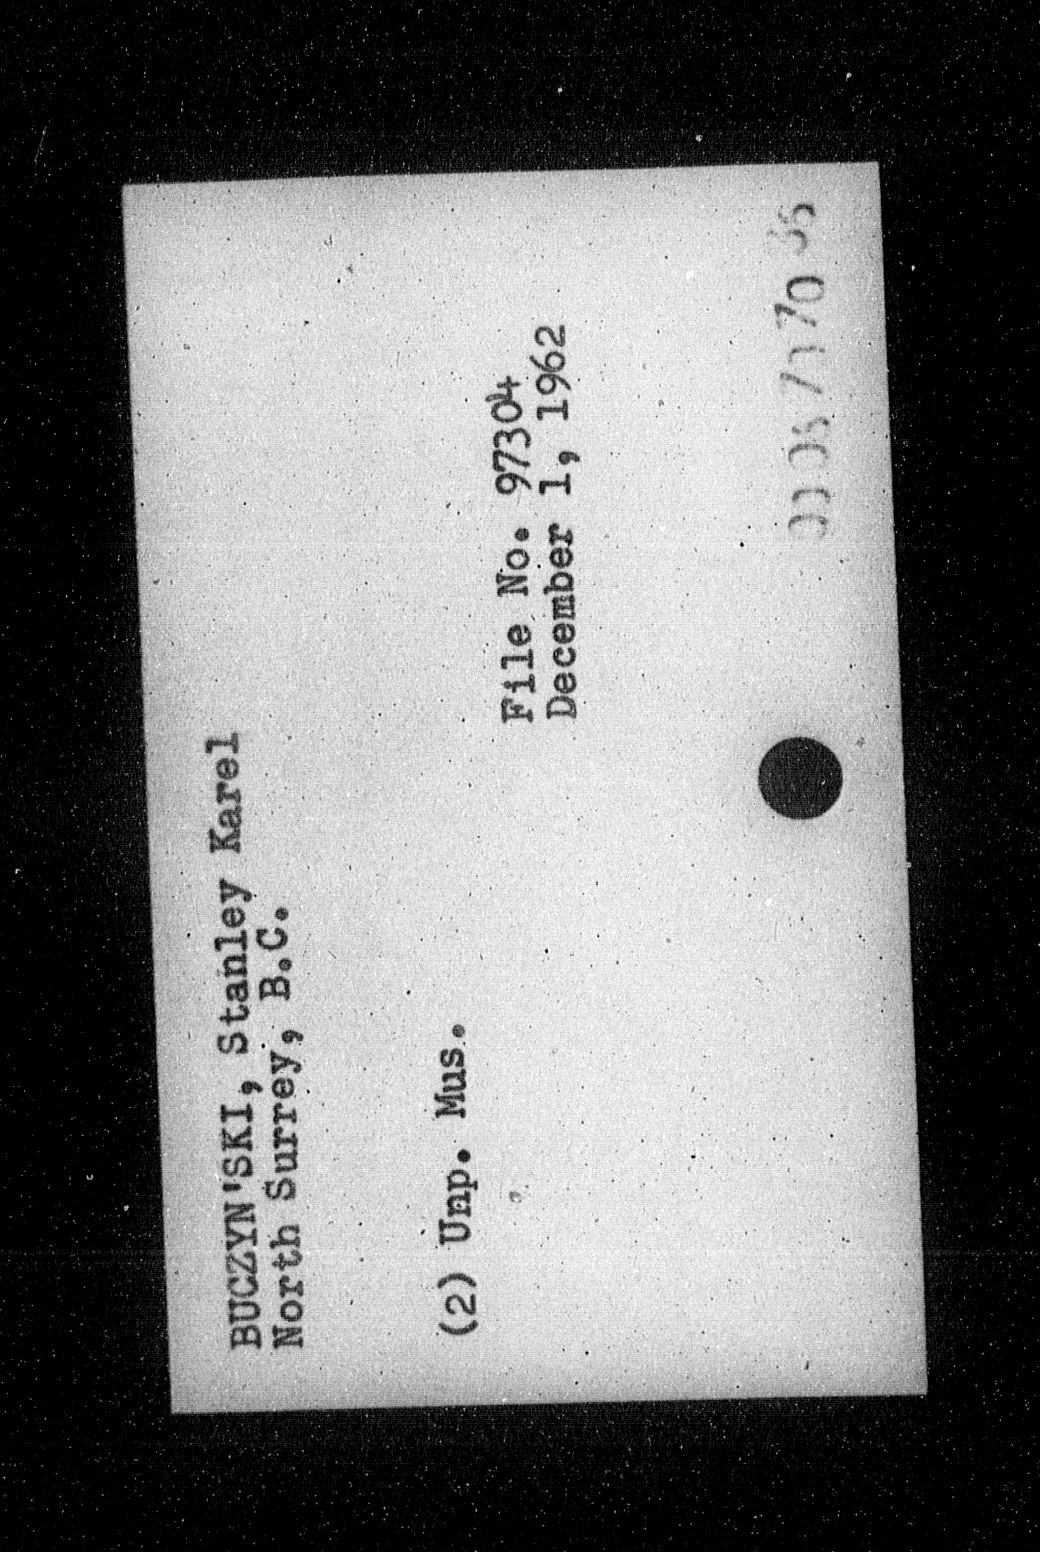 BUCZYN'SKI, Stanley Karel
North Surrey, B.C.
(2) Unp. Mus.
File No. 97304
December 1, 1962